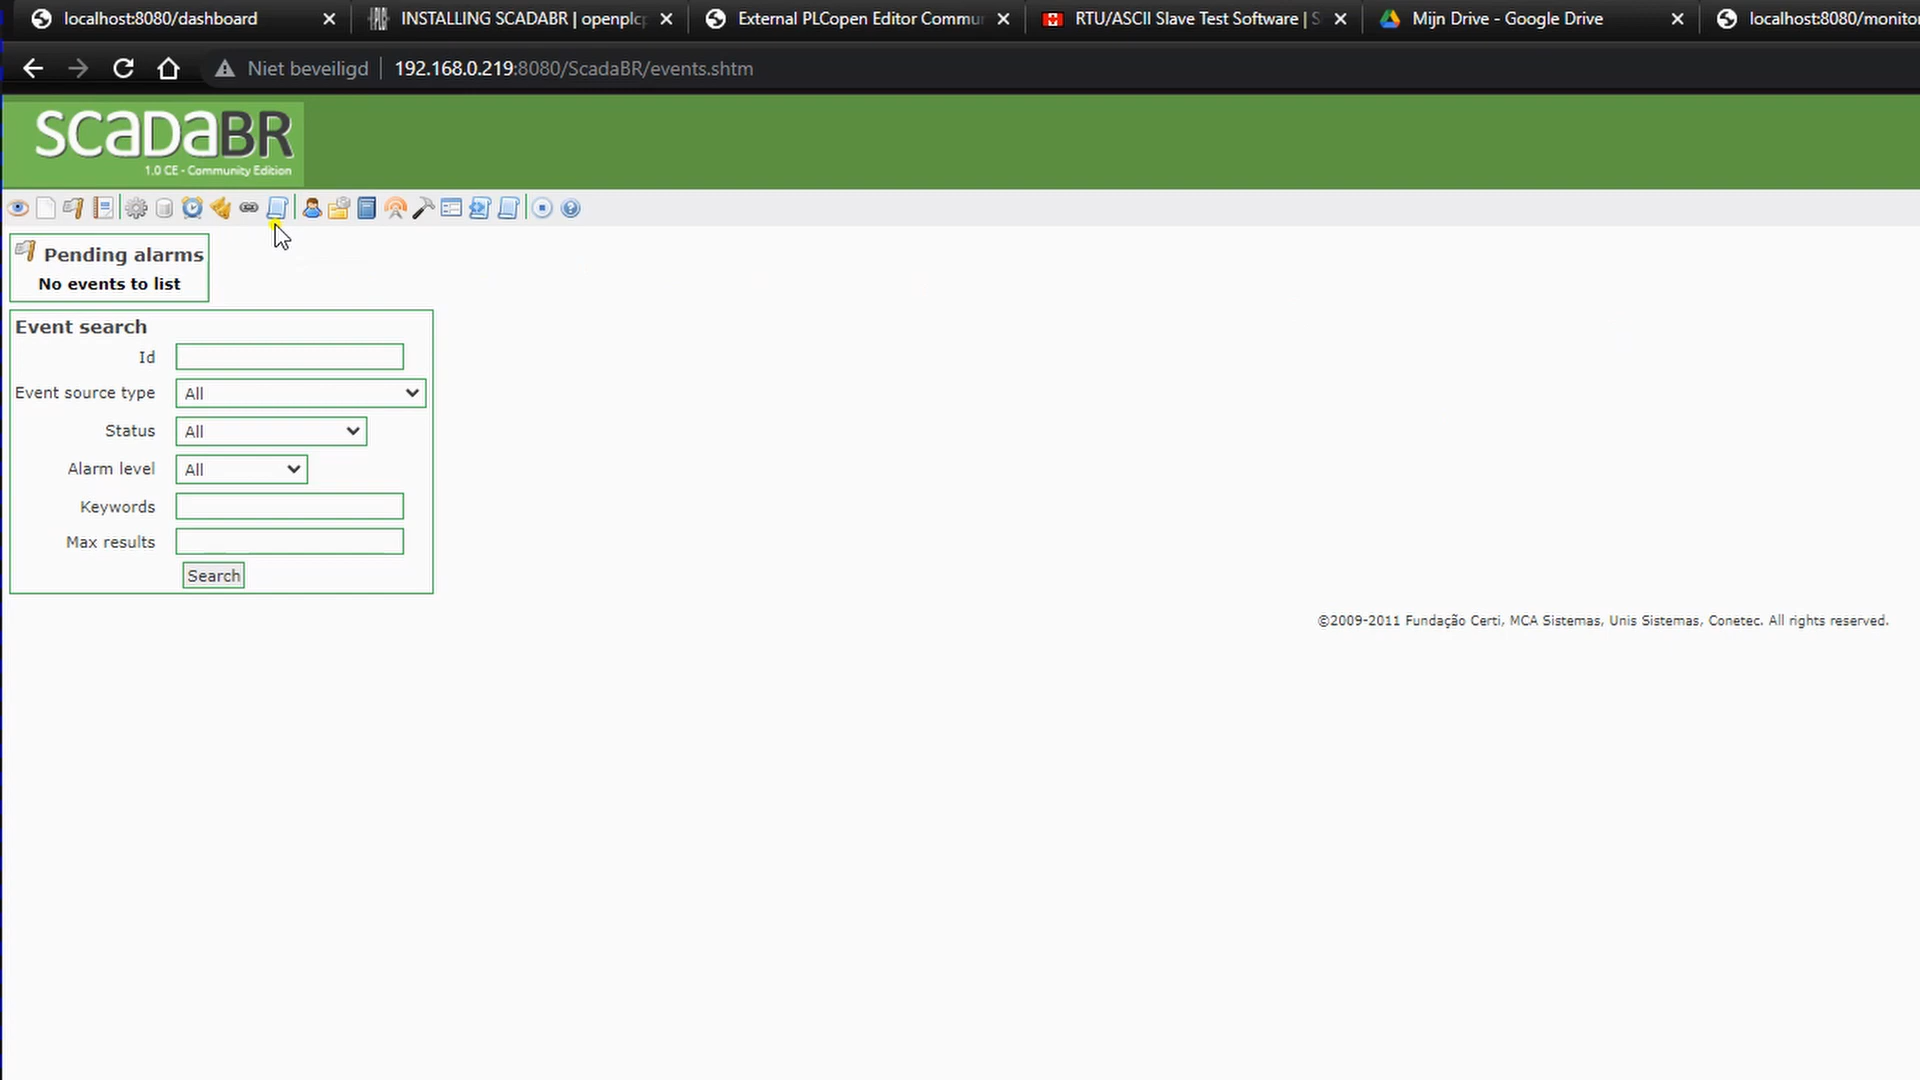 localhost:8080/dashboard
INSTALLING SCADABR | openplcp
External PLCopen Editor Commu
RTU/ASCII Slave Test Software | S
Mijn Drive - Google Drive
localhost:8080/monitor
Niet beveiligd
192.168.0.219:8080/ScadaBR/events.shtm
SCADABR
1.0 CE - Community Edition
Pending alarms
No events to list
Event search
Id
Event source type All
Status All
Alarm level All
Keywords
Max results
Search
©2009-2011 Fundação Certi, MCA Sistemas, Unis Sistemas, Conetec. All rights reserved.